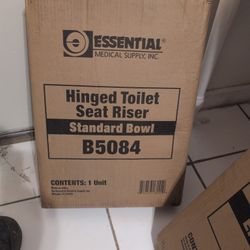 ESSENTIAL®
MEDICAL SUPPLY, INC.
Hinged Toilet
Seat Riser
Standard Bowl
B5084
CONTENTS: 1 Unit